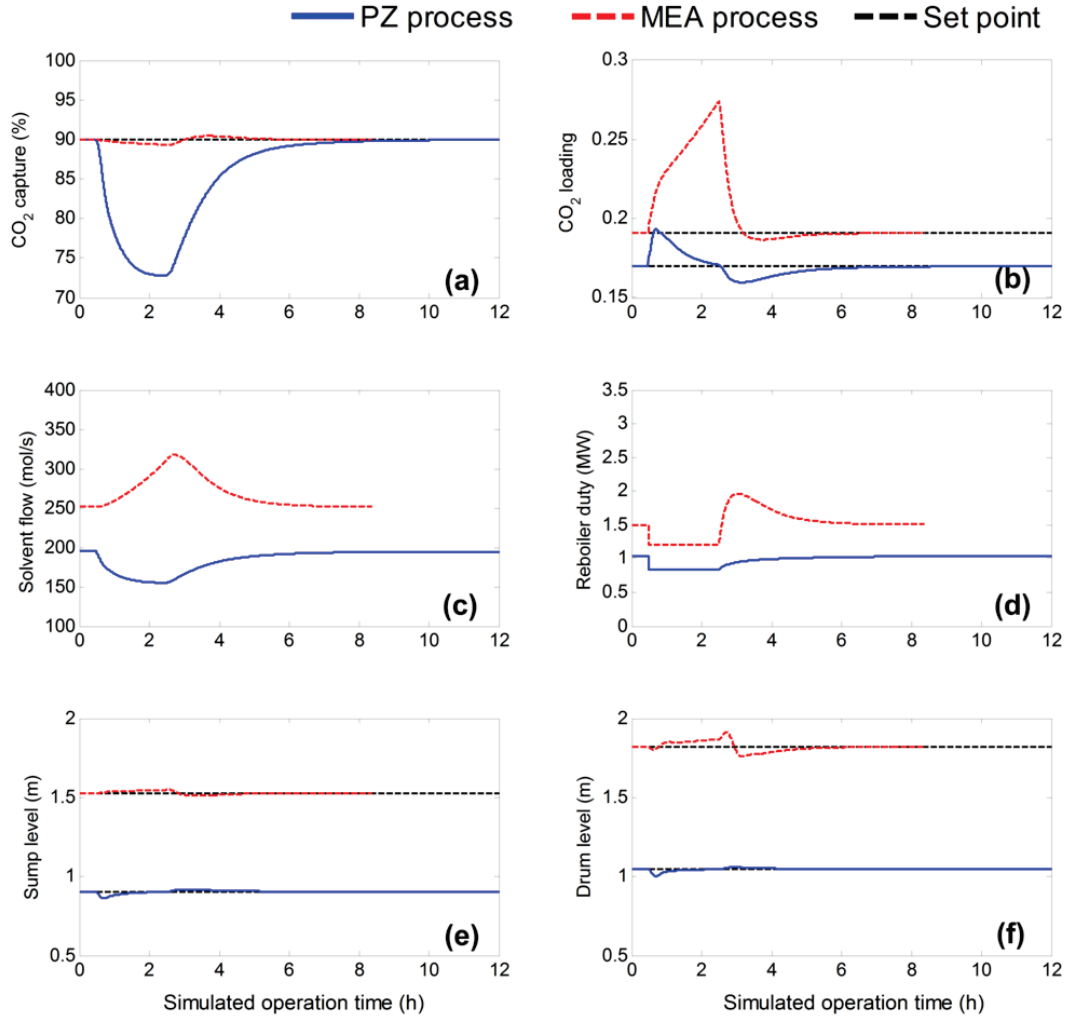 PZ process MEA process Set point
100
95
90
85
80
75
70
CO2 capture (%)
0 2 4 6 8 10 12
(a)
0.3
0.25
0.2
0.15
CO2 loading
0 2 4 6 8 10 12
(b)
400
350
300
250
200
150
100
Solvent flow (mol/s)
0 2 4 6 8 10 12
(c)
3.5
3
2.5
2
1.5
1
0.5
0
Reboiler duty (MW)
0 2 4 6 8 10 12
(d)
2
1.5
1
0.5
Sump level (m)
0 2 4 6 8 10 12
(e)
Simulated operation time (h)
2
1.5
1
0.5
Drum level (m)
0 2 4 6 8 10 12
(f)
Simulated operation time (h)